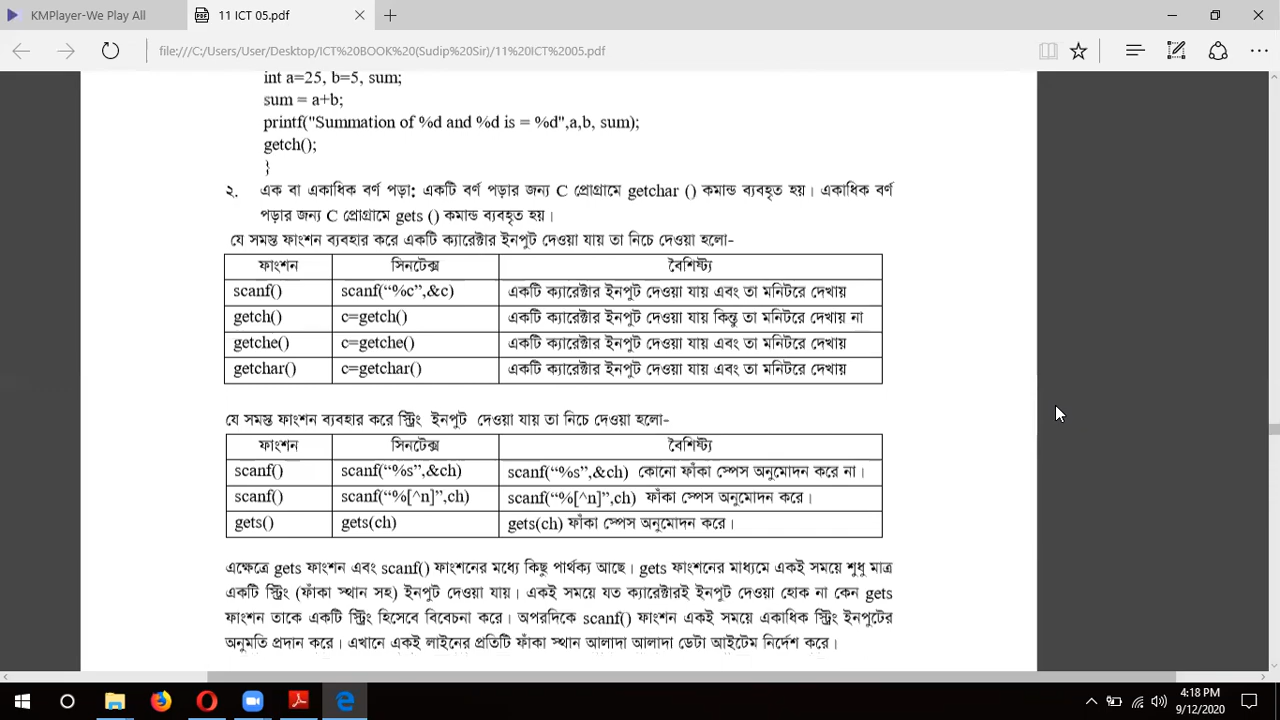 KMPlayer-We Play All
11 ICT 05.pdf
file:///C:/Users/User/Desktop/ICT%20BOOK%20(Sudip%20Sir)/11%20ICT%2005.pdf
int a=25, b=5, sum;
sum = a+b;
printf("Summation of %d and %d is = %d",a,b, sum);
getch();
}
২. এক বা একাধিক বর্ণ পড়া: একটি বর্ণ পড়ার জন্য C প্রোগ্রামে getchar () কমান্ড ব্যবহৃত হয়। একাধিক বর্ণ
পড়ার জন্য C প্রোগ্রামে gets () কমান্ড ব্যবহৃত হয়।
যে সমস্ত ফাংশন ব্যবহার করে একটি ক্যারেক্টার ইনপুট দেওয়া যায় তা নিচে দেওয়া হলো-
ফাংশন সিনটেক্স বৈশিষ্ট্য
scanf() scanf(“%c”,&c) একটি ক্যারেক্টার ইনপুট দেওয়া যায় এবং তা মনিটরে দেখায়
getch() c=getch() একটি ক্যারেক্টার ইনপুট দেওয়া যায় কিন্তু তা মনিটরে দেখায় না
getche() c=getche() একটি ক্যারেক্টার ইনপুট দেওয়া যায় এবং তা মনিটরে দেখায়
getchar() c=getchar() একটি ক্যারেক্টার ইনপুট দেওয়া যায় এবং তা মনিটরে দেখায়
যে সমস্ত ফাংশন ব্যবহার করে স্ট্রিং ইনপুট দেওয়া যায় তা নিচে দেওয়া হলো-
ফাংশন সিনটেক্স বৈশিষ্ট্য
scanf() scanf(“%s”,&ch) scanf(“%s”,&ch) কোনো ফাঁকা স্পেস অনুমোদন করে না।
scanf() scanf(“%[^n]”,ch) scanf(“%[^n]”,ch) ফাঁকা স্পেস অনুমোদন করে।
gets() gets(ch) gets(ch) ফাঁকা স্পেস অনুমোদন করে।
এক্ষেত্রে gets ফাংশন এবং scanf() ফাংশনের মধ্যে কিছু পার্থক্য আছে। gets ফাংশনের মাধ্যমে একই সময়ে শুধু মাত্র
একটি স্ট্রিং (ফাঁকা স্থান সহ) ইনপুট দেওয়া যায়। একই সময়ে যত ক্যারেক্টারই ইনপুট দেওয়া হোক না কেন gets
ফাংশন তাকে একটি স্ট্রিং হিসেবে বিবেচনা করে। অপরদিকে scanf() ফাংশন একই সময়ে একাধিক স্ট্রিং ইনপুটের
অনুমতি প্রদান করে। এখানে একই লাইনের প্রতিটি ফাঁকা স্থান আলাদা আলাদা ডেটা আইটেম নির্দেশ করে।
4:18 PM
9/12/2020